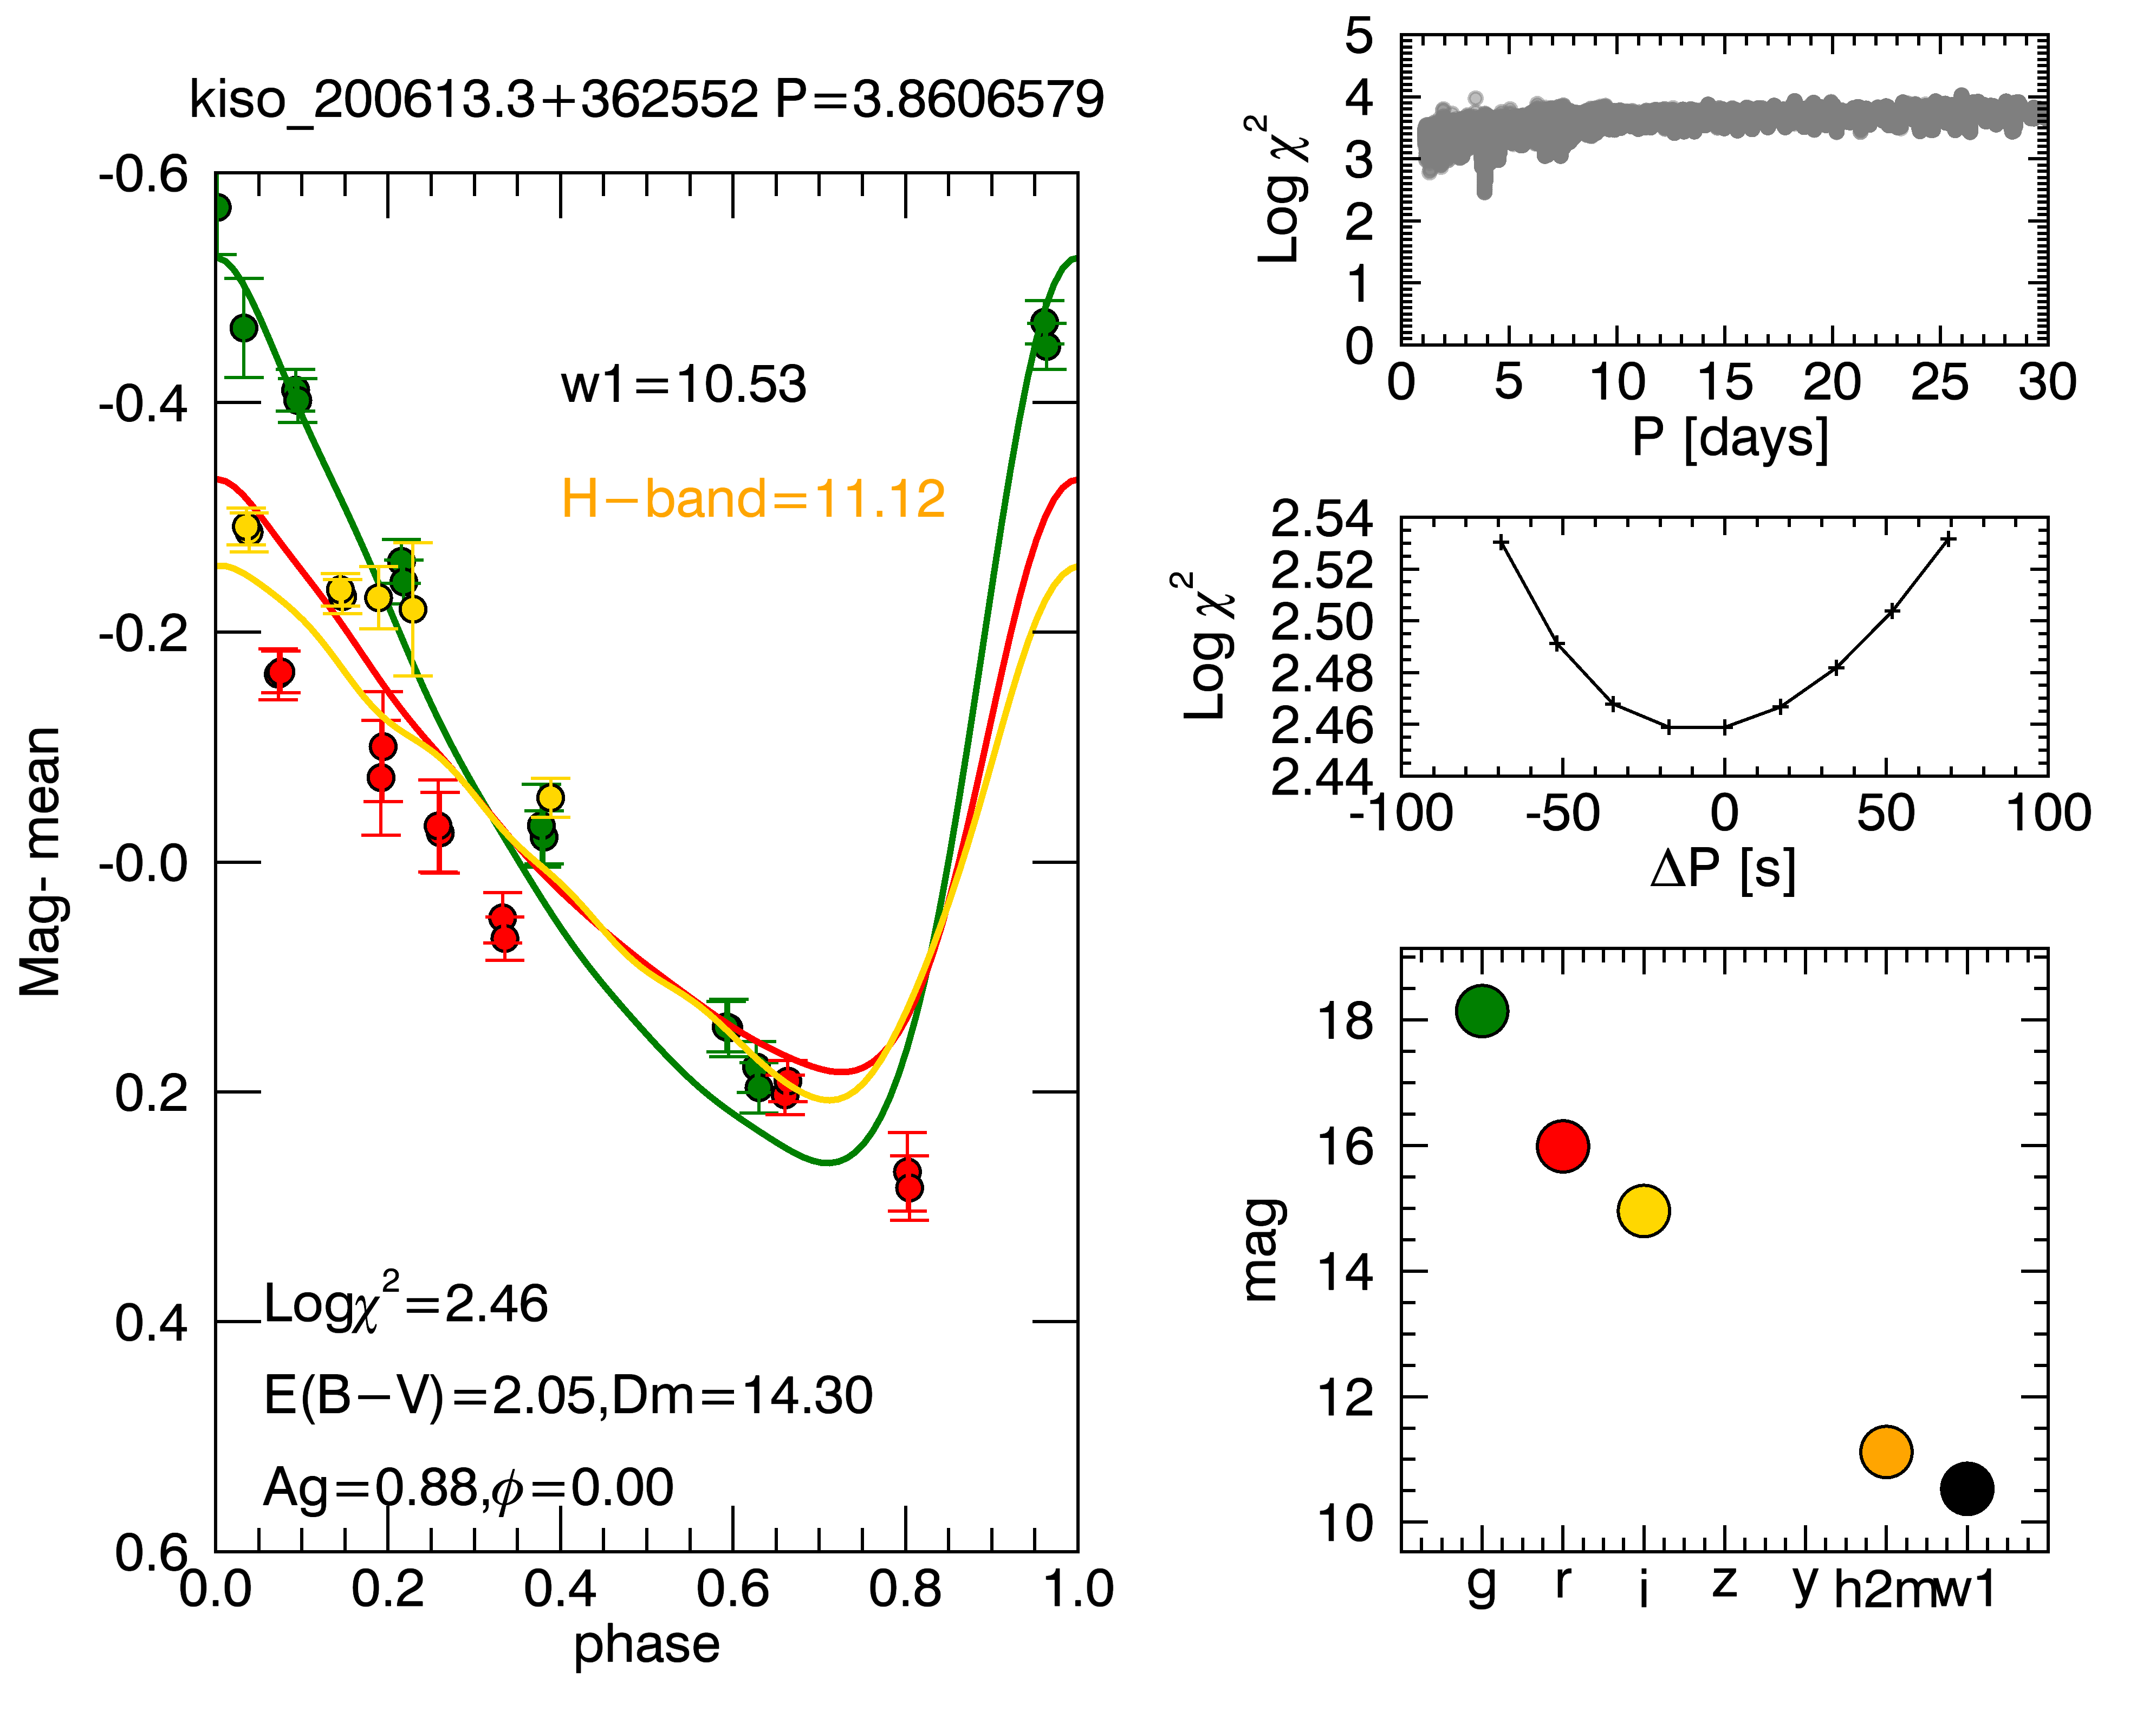 kiso_200613.3+362552 P=3.8606579
-0.6
-0.4
-0.2
-0.0
0.2
0.4
0.6
Mag- mean
w1=10.53
H−band=11.12
Logχ²=2.46
E(B−V)=2.05,Dm=14.30
Ag=0.88,ϕ=0.00
0.0 0.2 0.4 0.6 0.8 1.0
phase
5
4
3
2
1
0
Log χ²
0 5 10 15 20 25 30
P [days]
2.54
2.52
2.50
2.48
2.46
2.44
Log χ²
-100 -50 0 50 100
ΔP [s]
18
16
14
12
10
mag
g r i z y h2m w1